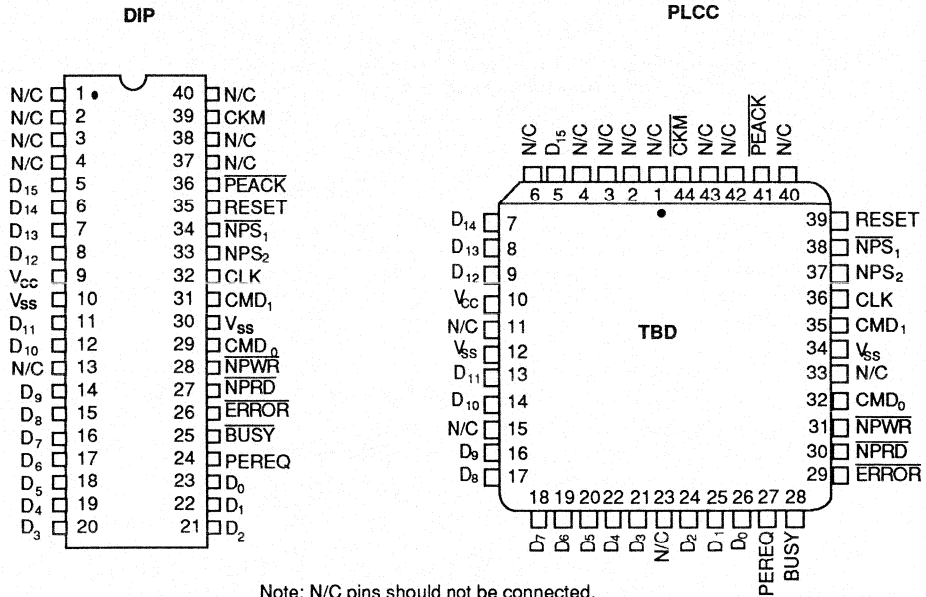 DIP
N/C 1 40 N/C
N/C 2 39 CKM
N/C 3 38 N/C
N/C 4 37 N/C
D15 5 36 PEACK
D14 6 35 RESET
D13 7 34 NPS1
D12 8 33 NPS2
VCC 9 32 CLK
VSS 10 31 CMD1
D11 11 30 VSS
D10 12 29 CMD0
N/C 13 28 NPWR
D9 14 27 NPRD
D8 15 26 ERROR
D7 16 25 BUSY
D6 17 24 PEREQ
D5 18 23 D0
D4 19 22 D1
D3 20 21 D2
PLCC
N/C D15 N/C N/C N/C N/C CKM N/C N/C PEACK N/C
6 5 4 3 2 1 44 43 42 41 40
D14 7 39 RESET
D13 8 38 NPS1
D12 9 37 NPS2
VCC 10 36 CLK
N/C 11 35 CMD1
TBD
VSS 12 34 VSS
D11 13 33 N/C
D10 14 32 CMD0
N/C 15 31 NPWR
D9 16 30 NPRD
D8 17 29 ERROR
18 19 20 22 21 23 24 25 26 27 28
D7 D6 D5 D4 D3 N/C D2 D1 D0 PEREQ BUSY
Note: N/C pins should not be connected.